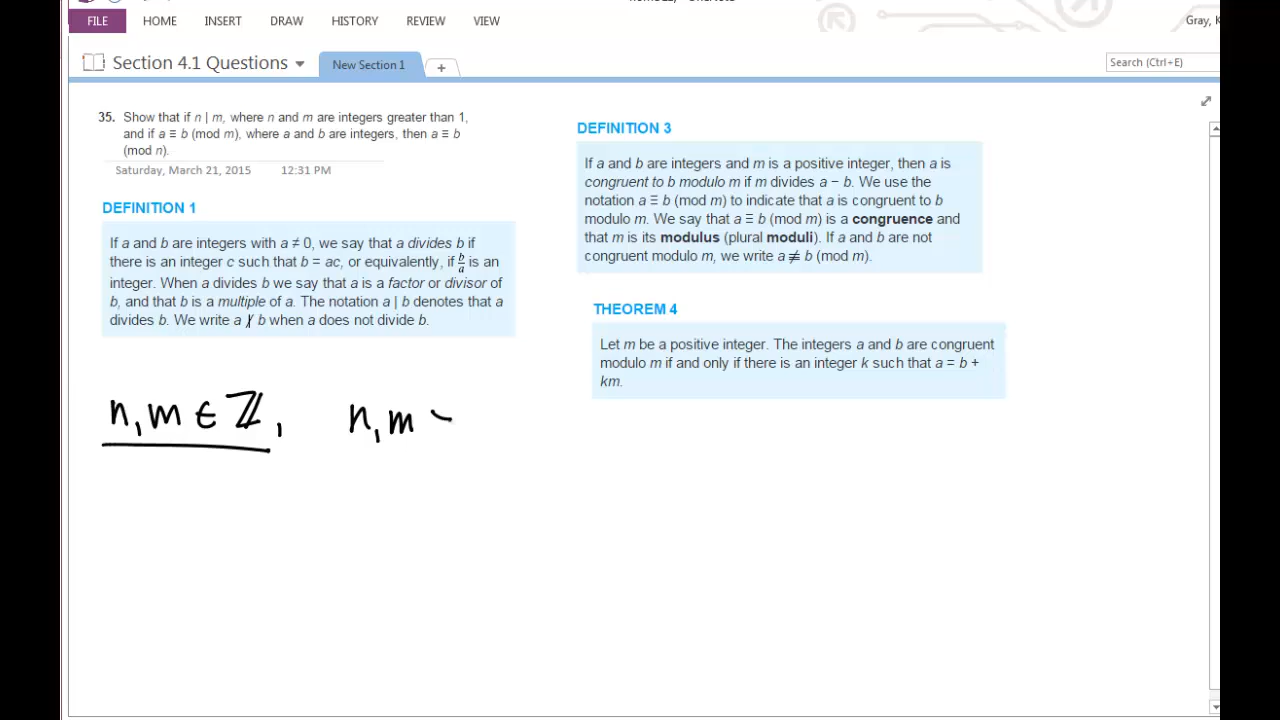 FILE HOME INSERT DRAW HISTORY REVIEW VIEW
Gray,
Section 4.1 Questions New Section 1 +
Search (Ctrl+E)
35. Show that if n | m, where n and m are integers greater than 1,
and if a ≡ b (mod m), where a and b are integers, then a ≡ b
(mod n).
Saturday, March 21, 2015 12:31 PM
DEFINITION 1
If a and b are integers with a ≠ 0, we say that a divides b if
there is an integer c such that b = ac, or equivalently, if b/a is an
integer. When a divides b we say that a is a factor or divisor of
b, and that b is a multiple of a. The notation a | b denotes that a
divides b. We write a ∤ b when a does not divide b.
DEFINITION 3
If a and b are integers and m is a positive integer, then a is
congruent to b modulo m if m divides a − b. We use the
notation a ≡ b (mod m) to indicate that a is congruent to b
modulo m. We say that a ≡ b (mod m) is a congruence and
that m is its modulus (plural moduli). If a and b are not
congruent modulo m, we write a ≢ b (mod m).
THEOREM 4
Let m be a positive integer. The integers a and b are congruent
modulo m if and only if there is an integer k such that a = b +
km.
n, m ∈ ℤ, n, m